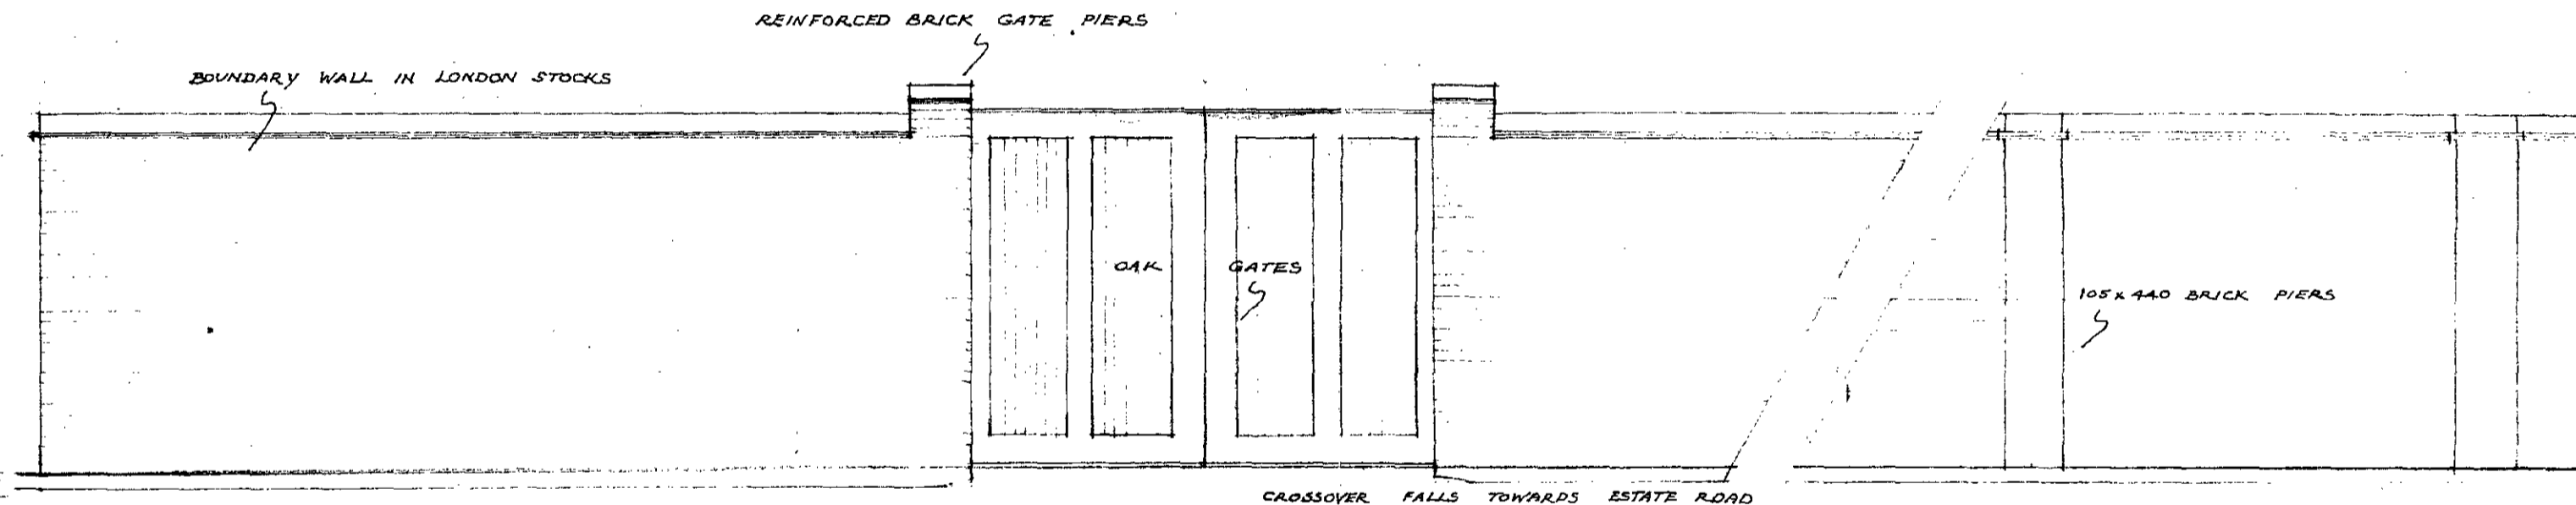 REINFORCED BRICK GATE PIERS
BOUNDARY WALL IN LONDON STOCKS
OAK GATES
105 x 440 BRICK PIERS
CROSSOVER FALLS TOWARDS ESTATE ROAD